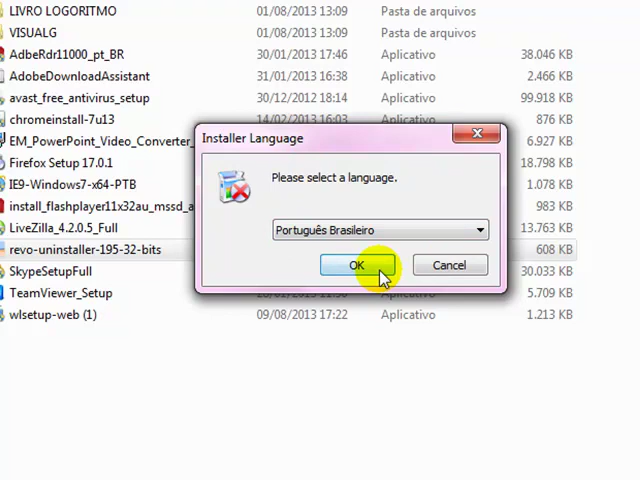 LIVRO LOGORITMO 01/08/2013 13:09 Pasta de arquivos
VISUALG 01/08/2013 13:09 Pasta de arquivos
AdbeRdr11000_pt_BR 30/01/2013 17:46 Aplicativo 38.046 KB
AdobeDownloadAssistant 31/01/2013 16:38 Aplicativo 2.466 KB
avast_free_antivirus_setup 30/12/2012 18:14 Aplicativo 99.918 KB
chromeinstall-7u13 14/02/2013 16:03 Aplicativo 876 KB
EM_PowerPoint_Video_Converter_ 6.927 KB
Firefox Setup 17.0.1 18.798 KB
IE9-Windows7-x64-PTB 1.078 KB
install_flashplayer11x32au_mssd_a 1.013 KB
LiveZilla_4.2.0.5_Full 13.763 KB
revo-uninstaller-195-32-bits 608 KB
SkypeSetupFull 30.033 KB
TeamViewer_Setup Aplicativo 5.709 KB
wlsetup-web (1) 09/08/2013 17:22 Aplicativo 1.213 KB
Installer Language
Please select a language.
Português Brasileiro
OK Cancel